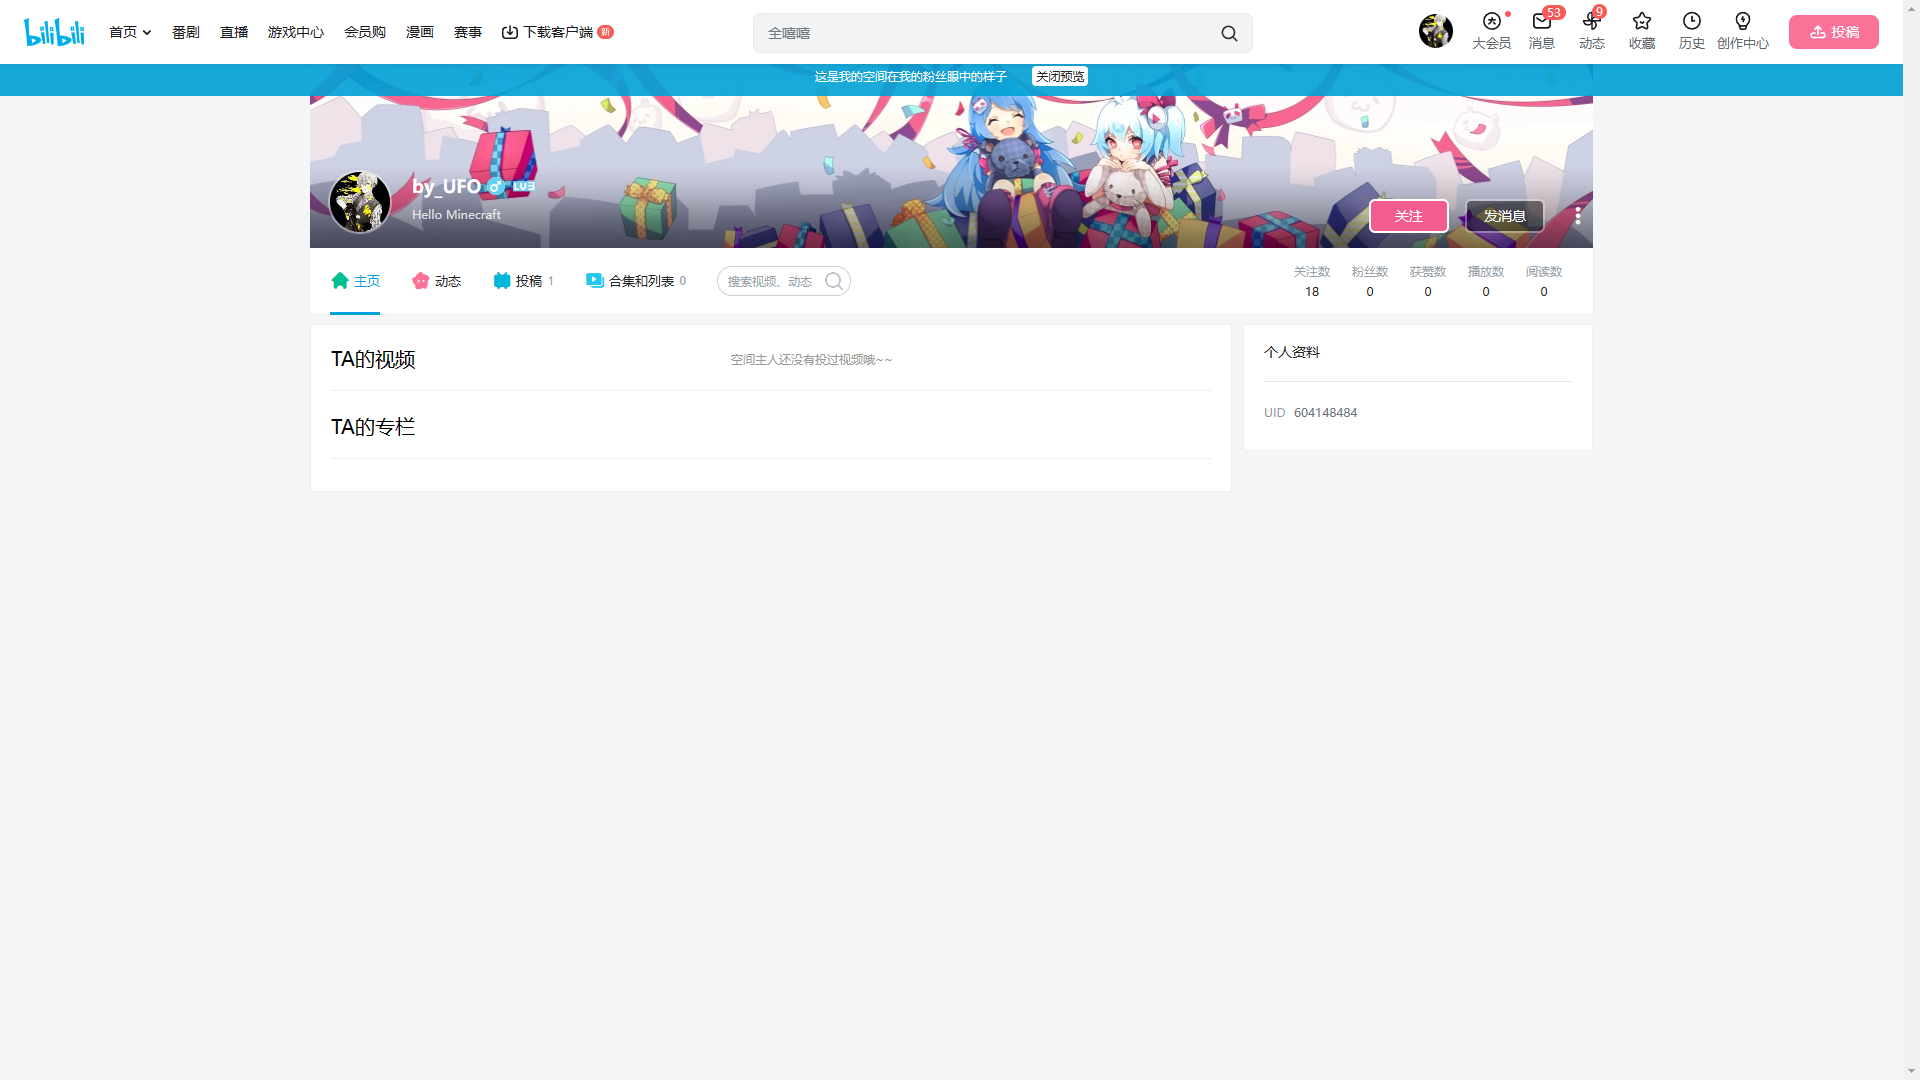 bilibili 首页 番剧 直播 游戏中心 会员购 漫画 赛事 下载客户端 新 全嘻嘻 大会员 53 消息 9 动态 收藏 历史 创作中心 投稿
这是我的空间在我的粉丝眼中的样子 关闭预览
by_UFO LV3
Hello Minecraft
关注 发消息
主页 动态 投稿 1 合集和列表 0 搜索视频、动态
关注数 粉丝数 获赞数 播放数 阅读数
18 0 0 0 0
TA的视频 空间主人还没有投过视频哦~~
TA的专栏
个人资料
UID 604148484